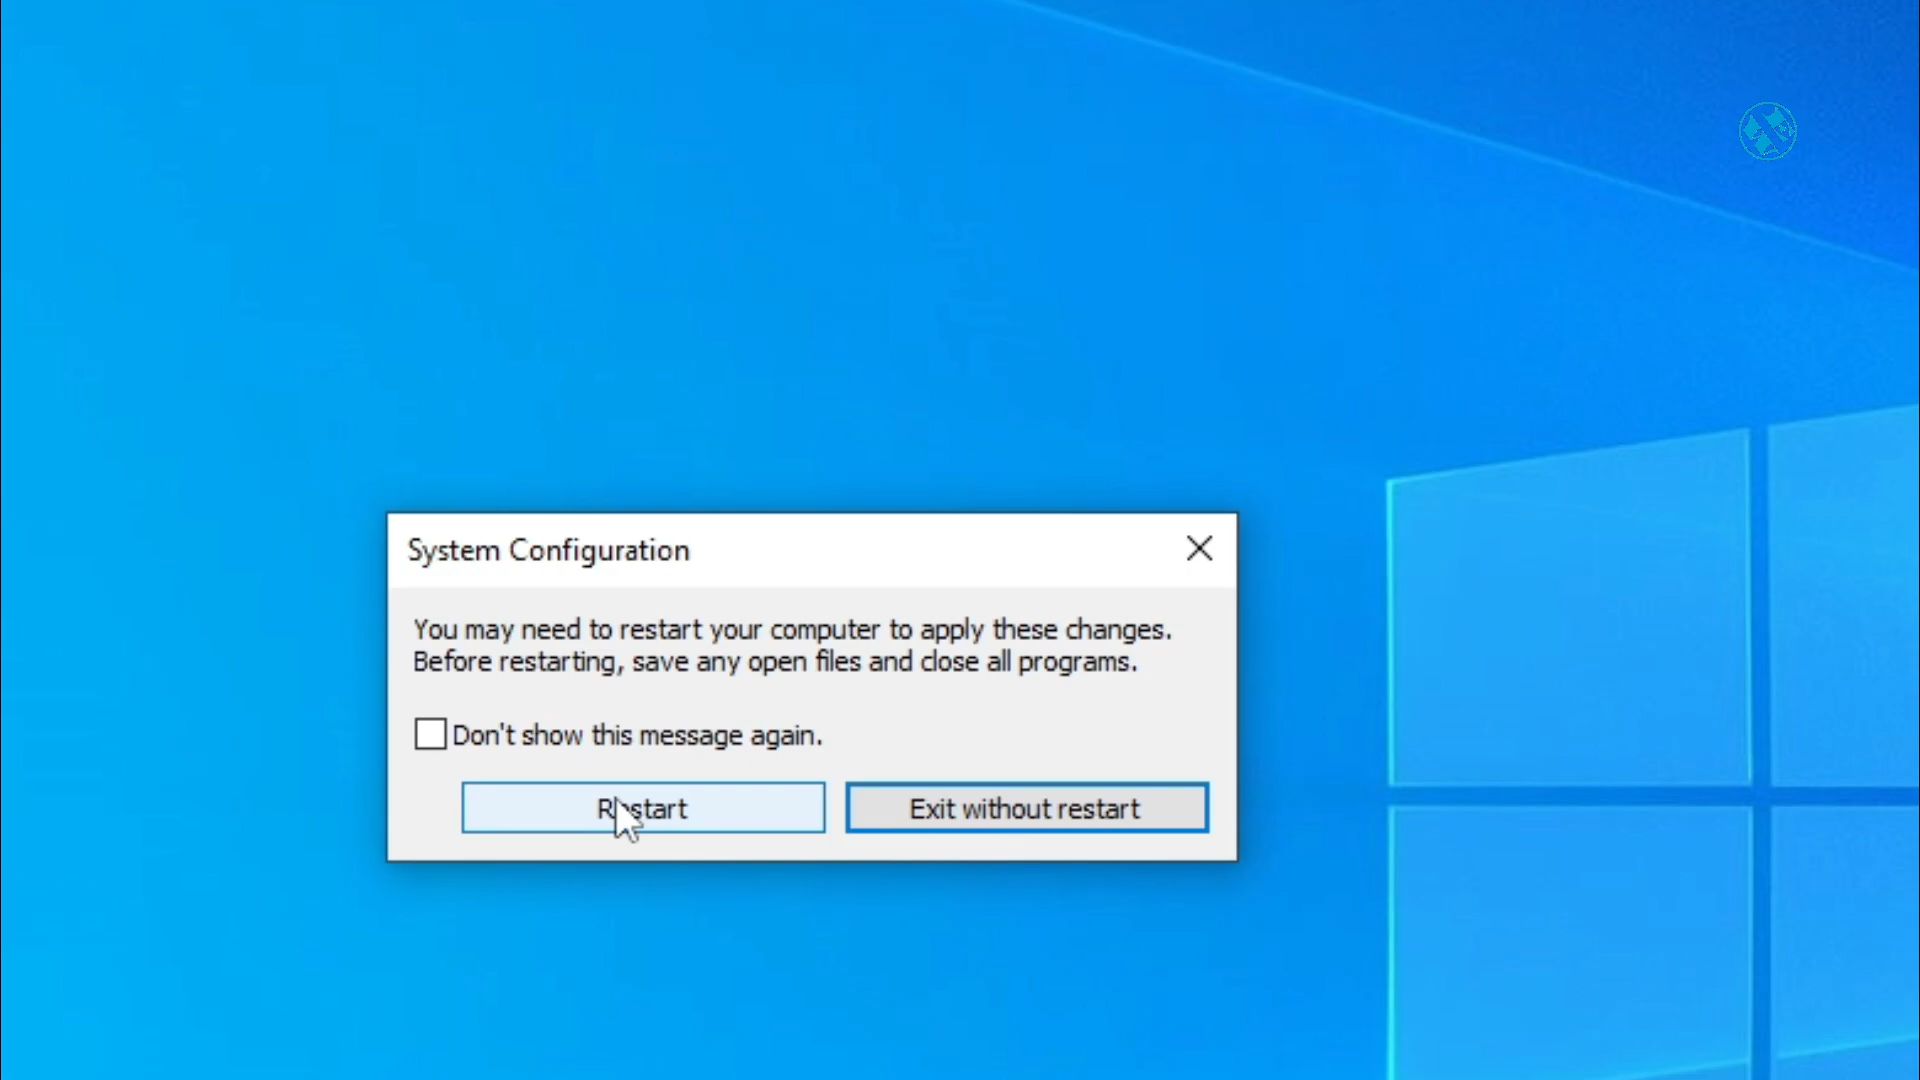 System Configuration
You may need to restart your computer to apply these changes.
Before restarting, save any open files and close all programs.
Don't show this message again.
Restart
Exit without restart